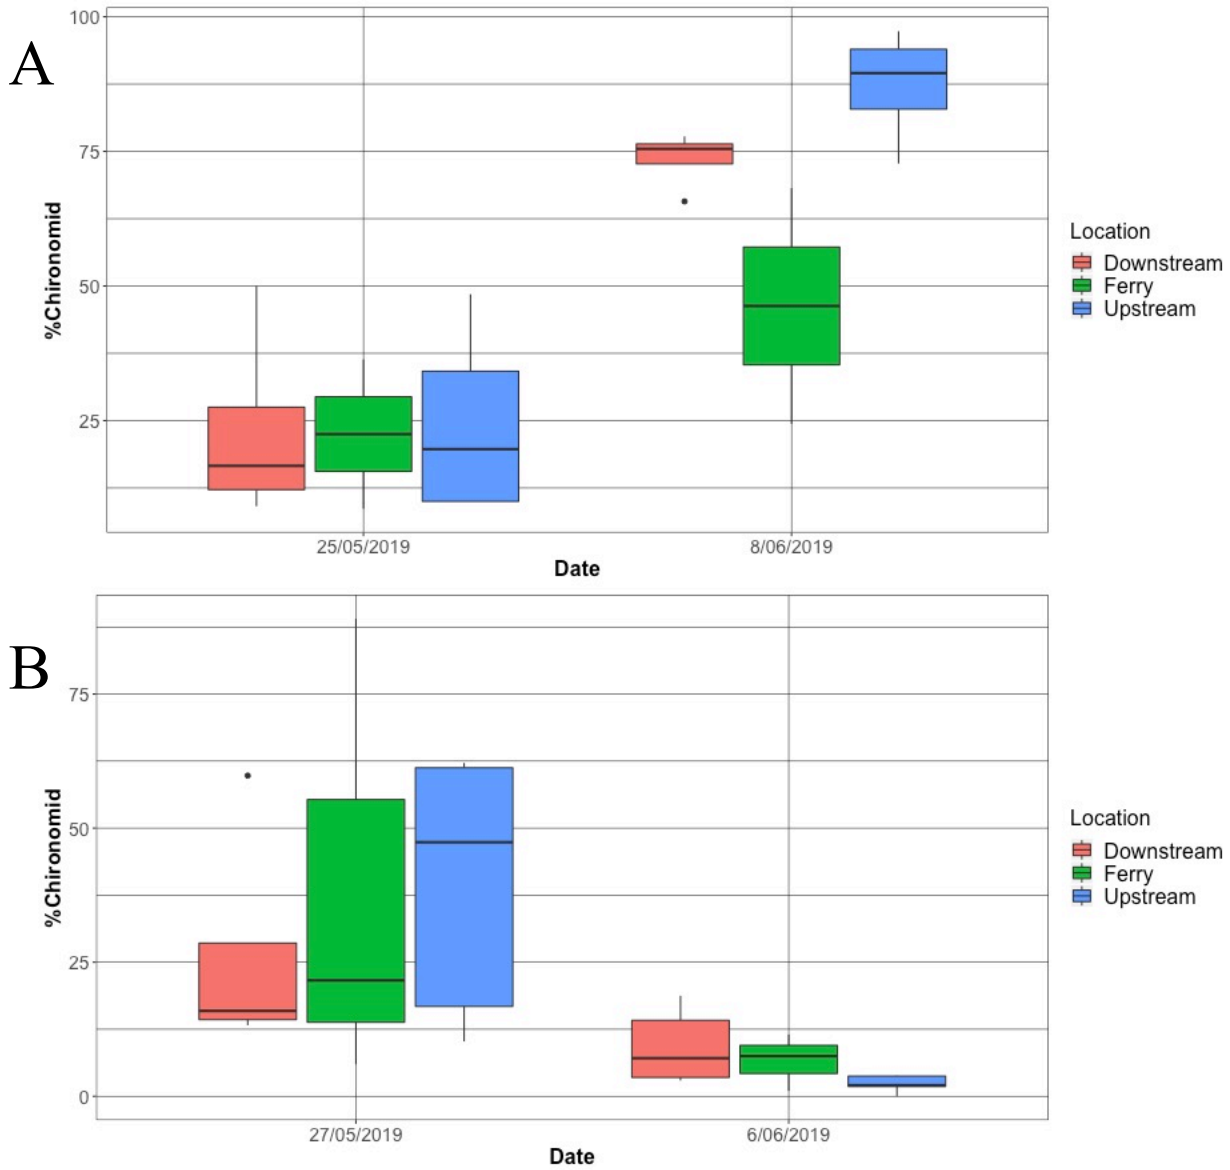 A
100
75
50
25
%Chironomid
25/05/2019
8/06/2019
Date
Location
Downstream
Ferry
Upstream
B
75
50
25
0
%Chironomid
27/05/2019
6/06/2019
Date
Location
Downstream
Ferry
Upstream